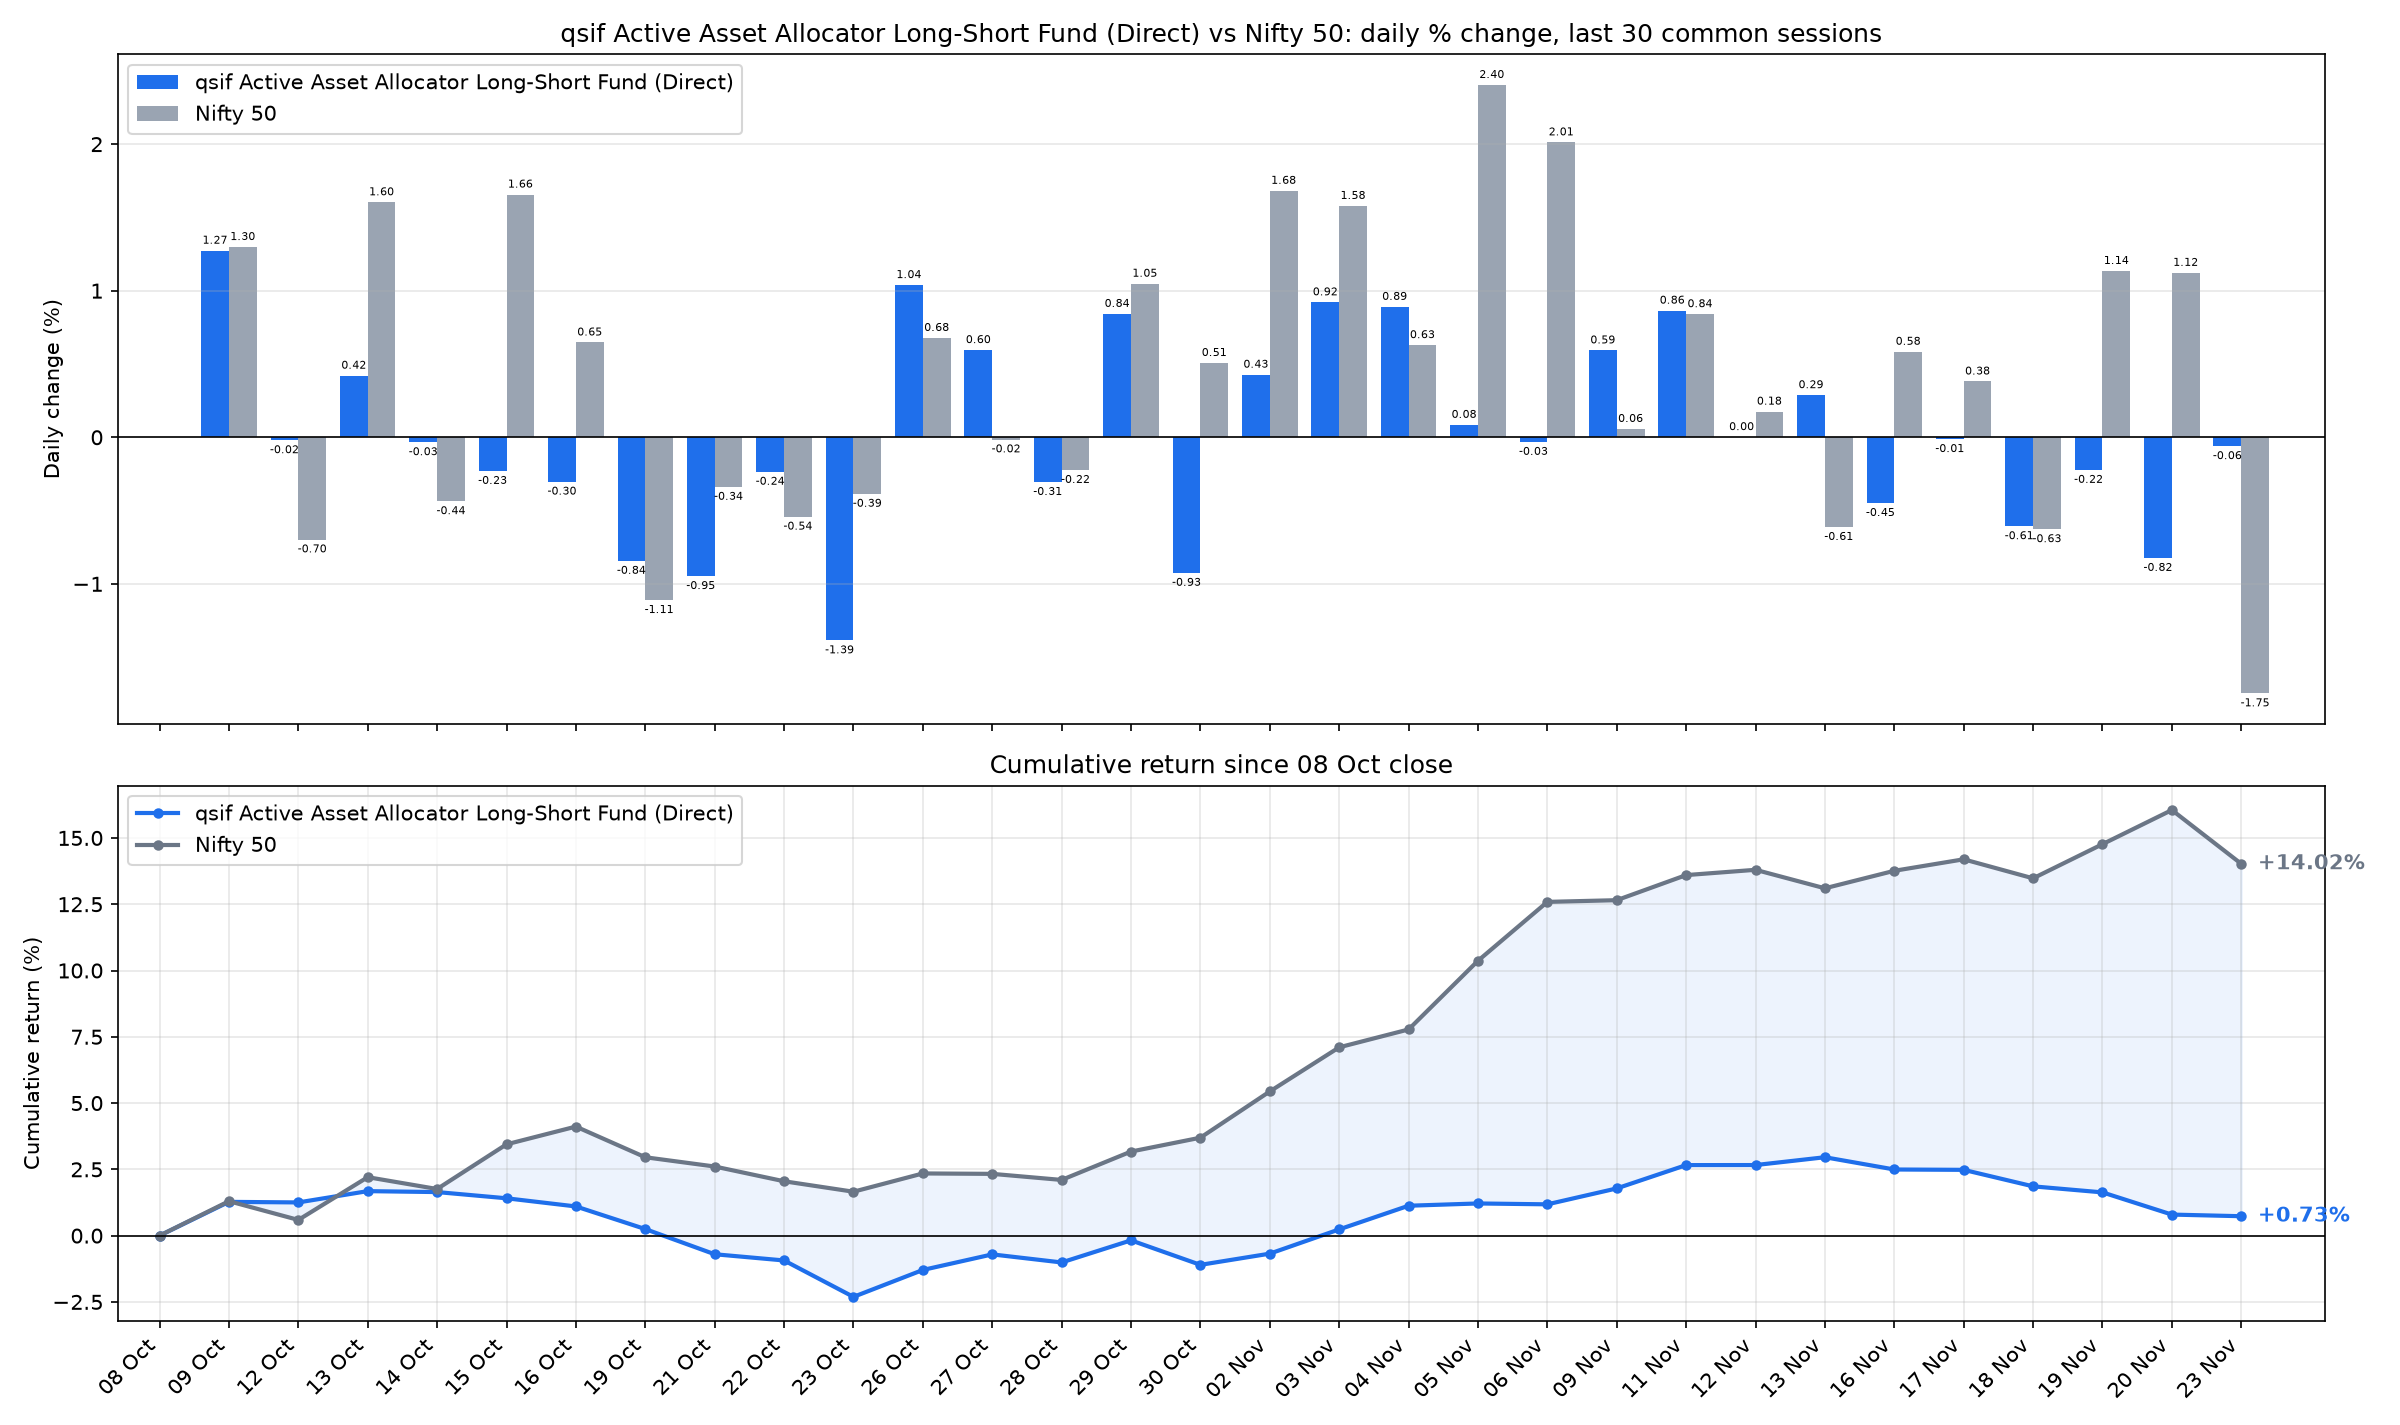 qsif Active Asset Allocator Long-Short Fund (Direct) vs Nifty 50: daily % change, last 30 common sessions
qsif Active Asset Allocator Long-Short Fund (Direct)
Nifty 50
Daily change (%)
2
1
0
−1
1.27
1.30
-0.02
-0.70
0.42
1.60
-0.03
-0.44
-0.23
1.66
-0.30
0.65
-0.84
-1.11
-0.95
-0.34
-0.24
-0.54
-1.39
-0.39
1.04
0.68
0.60
-0.02
-0.31
-0.22
0.84
1.05
-0.93
0.51
0.43
1.68
0.92
1.58
0.89
0.63
0.08
2.40
-0.03
2.01
0.59
0.06
0.86
0.84
0.00
0.18
0.29
-0.61
-0.45
0.58
-0.01
0.38
-0.61
-0.63
-0.22
1.14
-0.82
1.12
-0.06
-1.75
Cumulative return since 08 Oct close
qsif Active Asset Allocator Long-Short Fund (Direct)
Nifty 50
Cumulative return (%)
15.0
12.5
10.0
7.5
5.0
2.5
0.0
−2.5
+14.02%
+0.73%
08 Oct
09 Oct
12 Oct
13 Oct
14 Oct
15 Oct
16 Oct
19 Oct
21 Oct
22 Oct
23 Oct
26 Oct
27 Oct
28 Oct
29 Oct
30 Oct
02 Nov
03 Nov
04 Nov
05 Nov
06 Nov
09 Nov
11 Nov
12 Nov
13 Nov
16 Nov
17 Nov
18 Nov
19 Nov
20 Nov
23 Nov